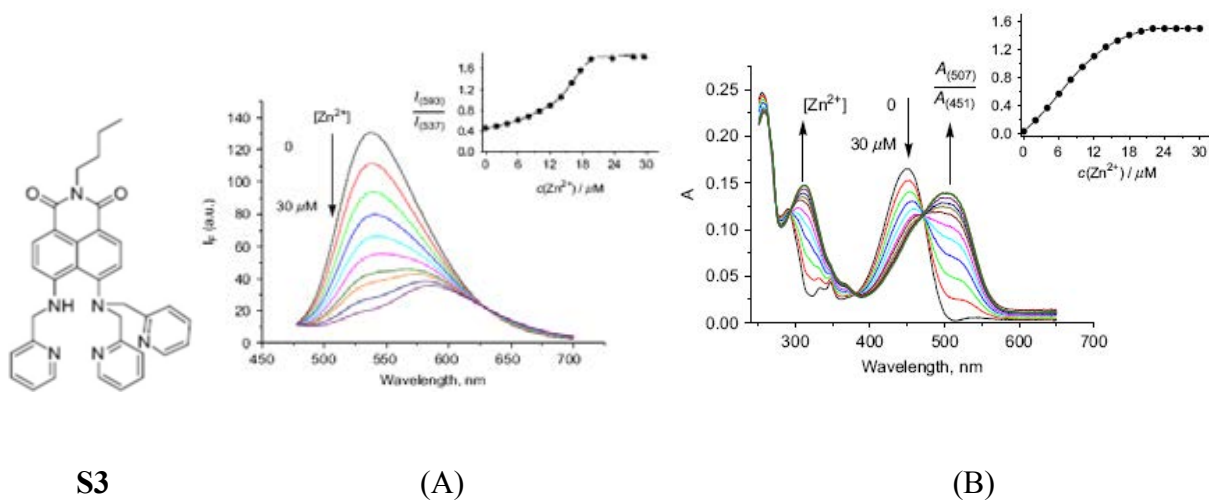 O N O
NH N
N N N
S3
I(593)
I(537)
1.6
1.2
0.8
0.4
0.0
0 6 12 18 24 30
c(Zn²⁺) / μM
[Zn²⁺]
0
30 μM
140
120
100
80
60
40
20
0
I_F (a.u.)
450 500 550 600 650 700
Wavelength, nm
(A)
A(507)
A(451)
1.6
1.2
0.8
0.4
0.0
0 6 12 18 24 30
c(Zn²⁺) / μM
[Zn²⁺]
0
30 μM
0.25
0.20
0.15
0.10
0.05
0.00
A
300 400 500 600 700
Wavelength, nm
(B)